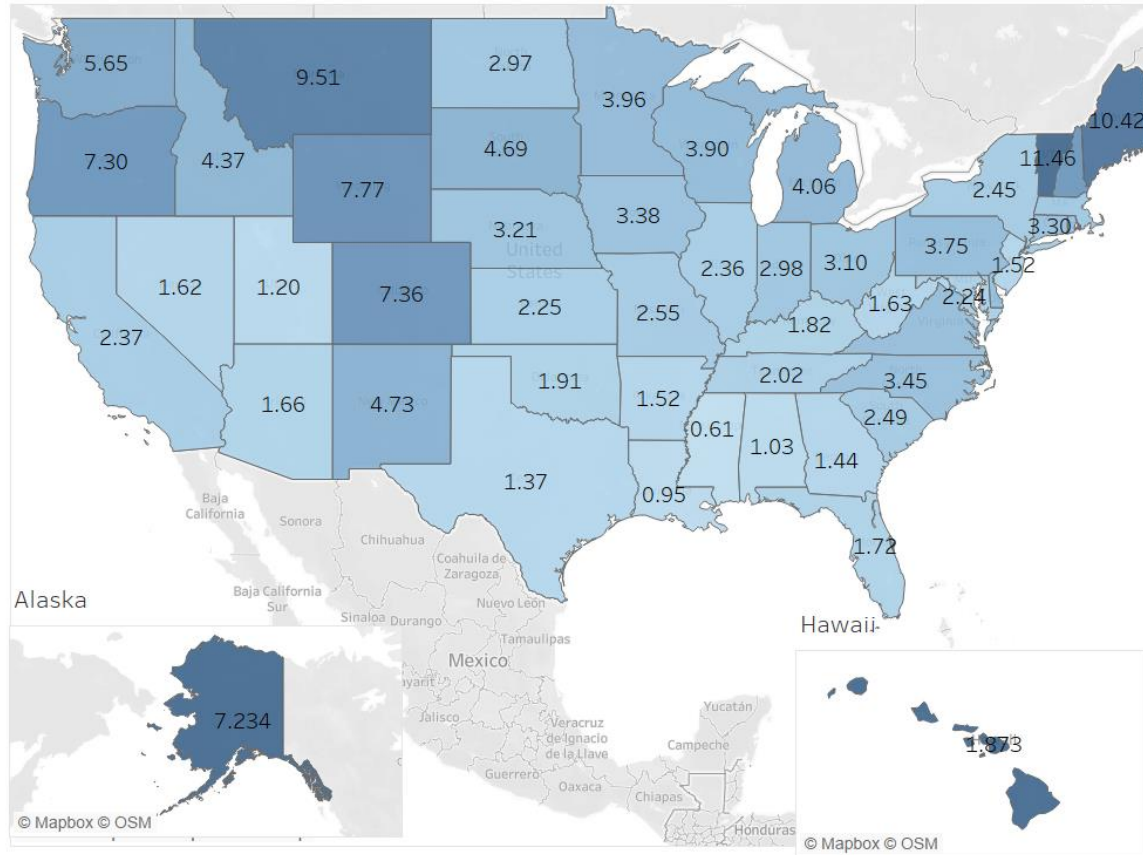 5.65
9.51
2.97
3.96
10.42
7.30
4.37
7.77
4.69
3.90
4.06
11.46
2.45
3.30
3.21
3.38
3.75
1.52
United
States
2.37
1.62
1.20
7.36
2.25
2.55
2.36
2.98
3.10
1.63
2.24
1.82
1.66
4.73
1.91
1.52
2.02
3.45
2.49
1.37
0.95
0.61
1.03
1.44
1.72
Baja
California
Sonora
Chihuahua
Coahuila de
Zaragoza
Baja California
Sur
Sinaloa
Durango
Nuevo León
Tamaulipas
Mexico
Jalisco
Veracruz
de Ignacio
de la Llave
Guerrero
Oaxaca
Chiapas
Yucatán
Campeche
Honduras
Alaska
7.234
© Mapbox © OSM
Hawaii
1.873
© Mapbox © OSM